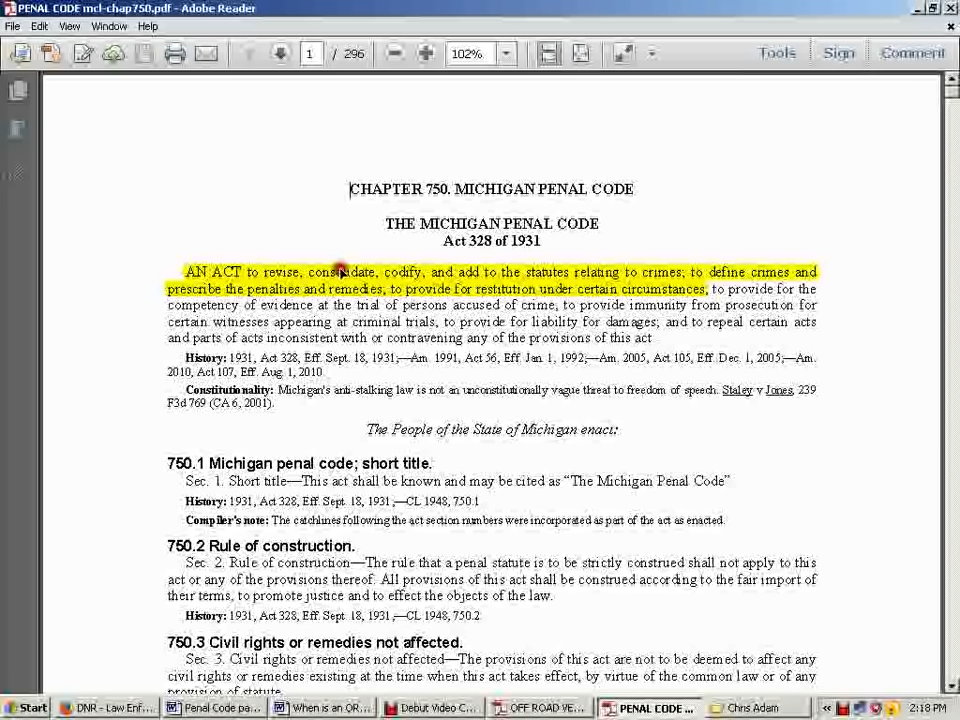 PENAL CODE mcl-chap750.pdf - Adobe Reader
File Edit View Window Help
1 / 296 102% Tools Sign Comment
CHAPTER 750. MICHIGAN PENAL CODE
THE MICHIGAN PENAL CODE
Act 328 of 1931
AN ACT to revise, consolidate, codify, and add to the statutes relating to crimes; to define crimes and
prescribe the penalties and remedies; to provide for restitution under certain circumstances; to provide for the
competency of evidence at the trial of persons accused of crime; to provide immunity from prosecution for
certain witnesses appearing at criminal trials; to provide for liability for damages; and to repeal certain acts
and parts of acts inconsistent with or contravening any of the provisions of this act.
History: 1931, Act 328, Eff. Sept. 18, 1931;—Am. 1991, Act 56, Eff. Jan. 1, 1992;—Am. 2005, Act 105, Eff. Dec. 1, 2005;—Am.
2010, Act 107, Eff. Aug. 1, 2010.
Constitutionality: Michigan's anti-stalking law is not an unconstitutionally vague threat to freedom of speech. Staley v Jones, 239
F3d 769 (CA 6, 2001).
The People of the State of Michigan enact:
750.1 Michigan penal code; short title.
Sec. 1. Short title—This act shall be known and may be cited as “The Michigan Penal Code”
History: 1931, Act 328, Eff. Sept. 18, 1931;—CL 1948, 750.1
Compiler's note: The catchlines following the act section numbers were incorporated as part of the act as enacted.
750.2 Rule of construction.
Sec. 2. Rule of construction—The rule that a penal statute is to be strictly construed shall not apply to this
act or any of the provisions thereof. All provisions of this act shall be construed according to the fair import of
their terms, to promote justice and to effect the objects of the law.
History: 1931, Act 328, Eff. Sept. 18, 1931;—CL 1948, 750.2
750.3 Civil rights or remedies not affected.
Sec. 3. Civil rights or remedies not affected—The provisions of this act are not to be deemed to affect any
civil rights or remedies existing at the time when this act takes effect, by virtue of the common law or of any
provision of statute.
Start DNR - Law Enf... Penal Code pa... When is an OR... Debut Video C... OFF ROAD VE... PENAL CODE ... Chris Adam « 2:18 PM